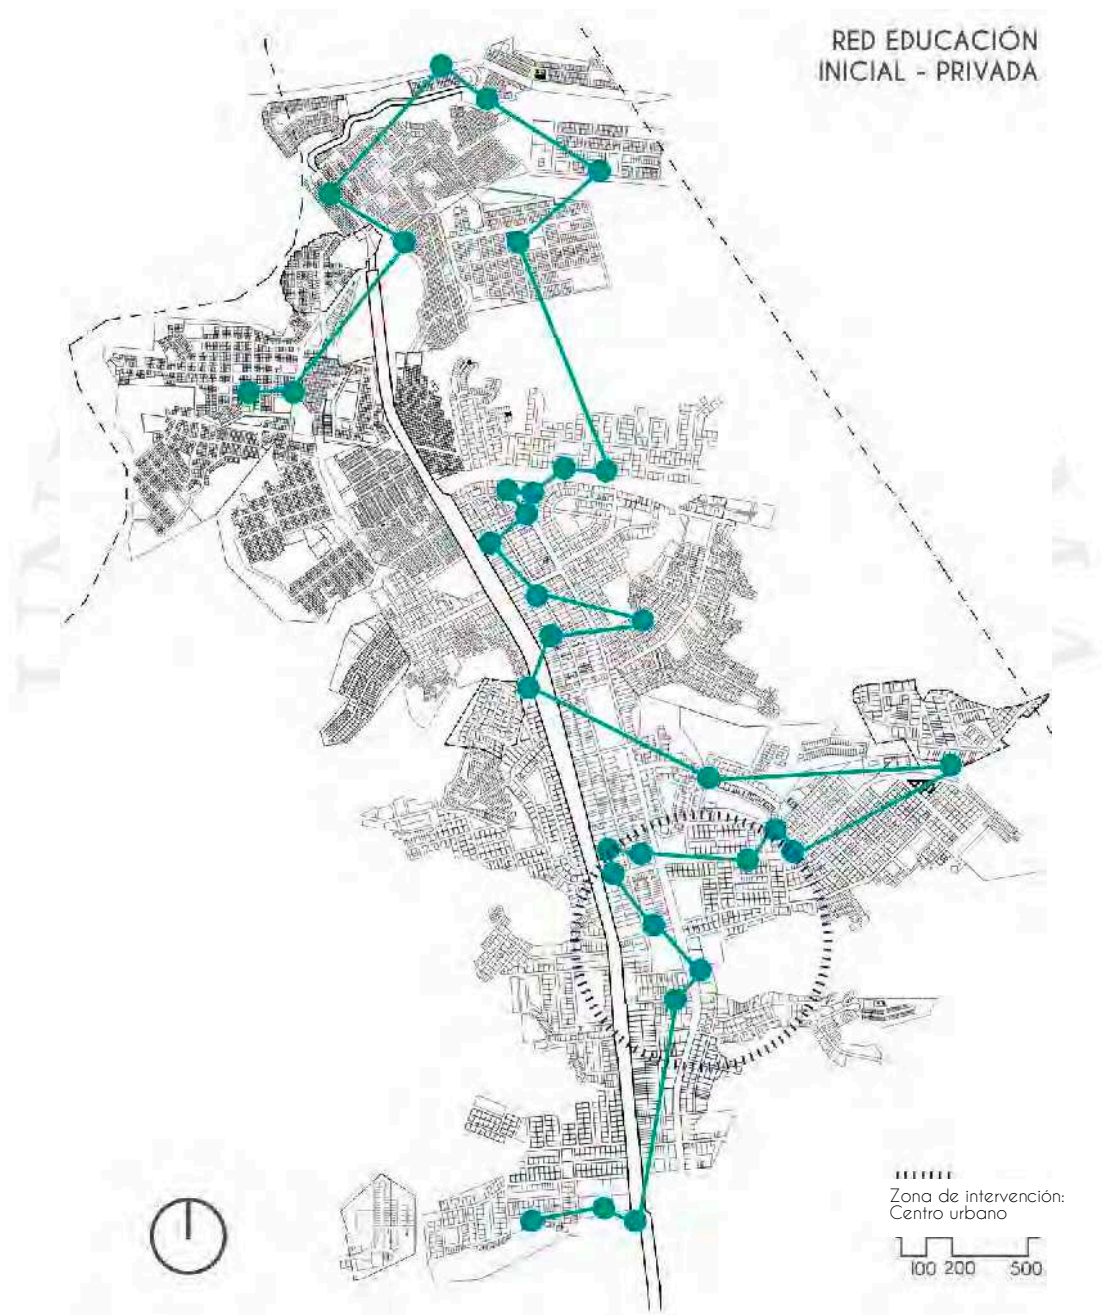 RED EDUCACIÓN
INICIAL - PRIVADA
Zona de intervención:
Centro urbano
100 200 500